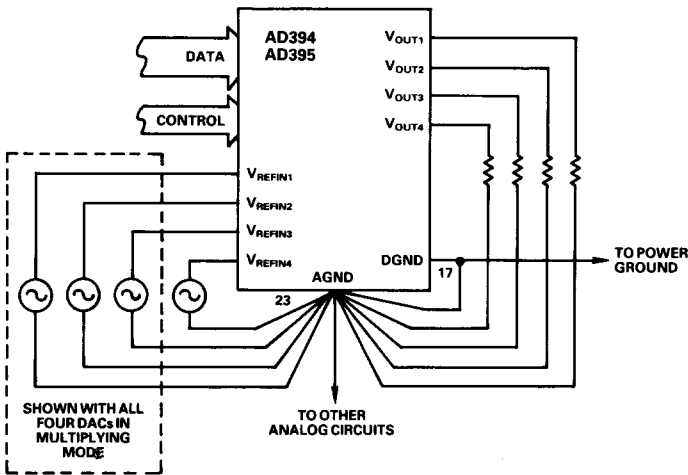 AD394
AD395
DATA
CONTROL
VOUT1
VOUT2
VOUT3
VOUT4
VREFIN1
VREFIN2
VREFIN3
VREFIN4
DGND
17
AGND
23
TO POWER
GROUND
SHOWN WITH ALL
FOUR DACs IN
MULTIPLYING
MODE
TO OTHER
ANALOG CIRCUITS